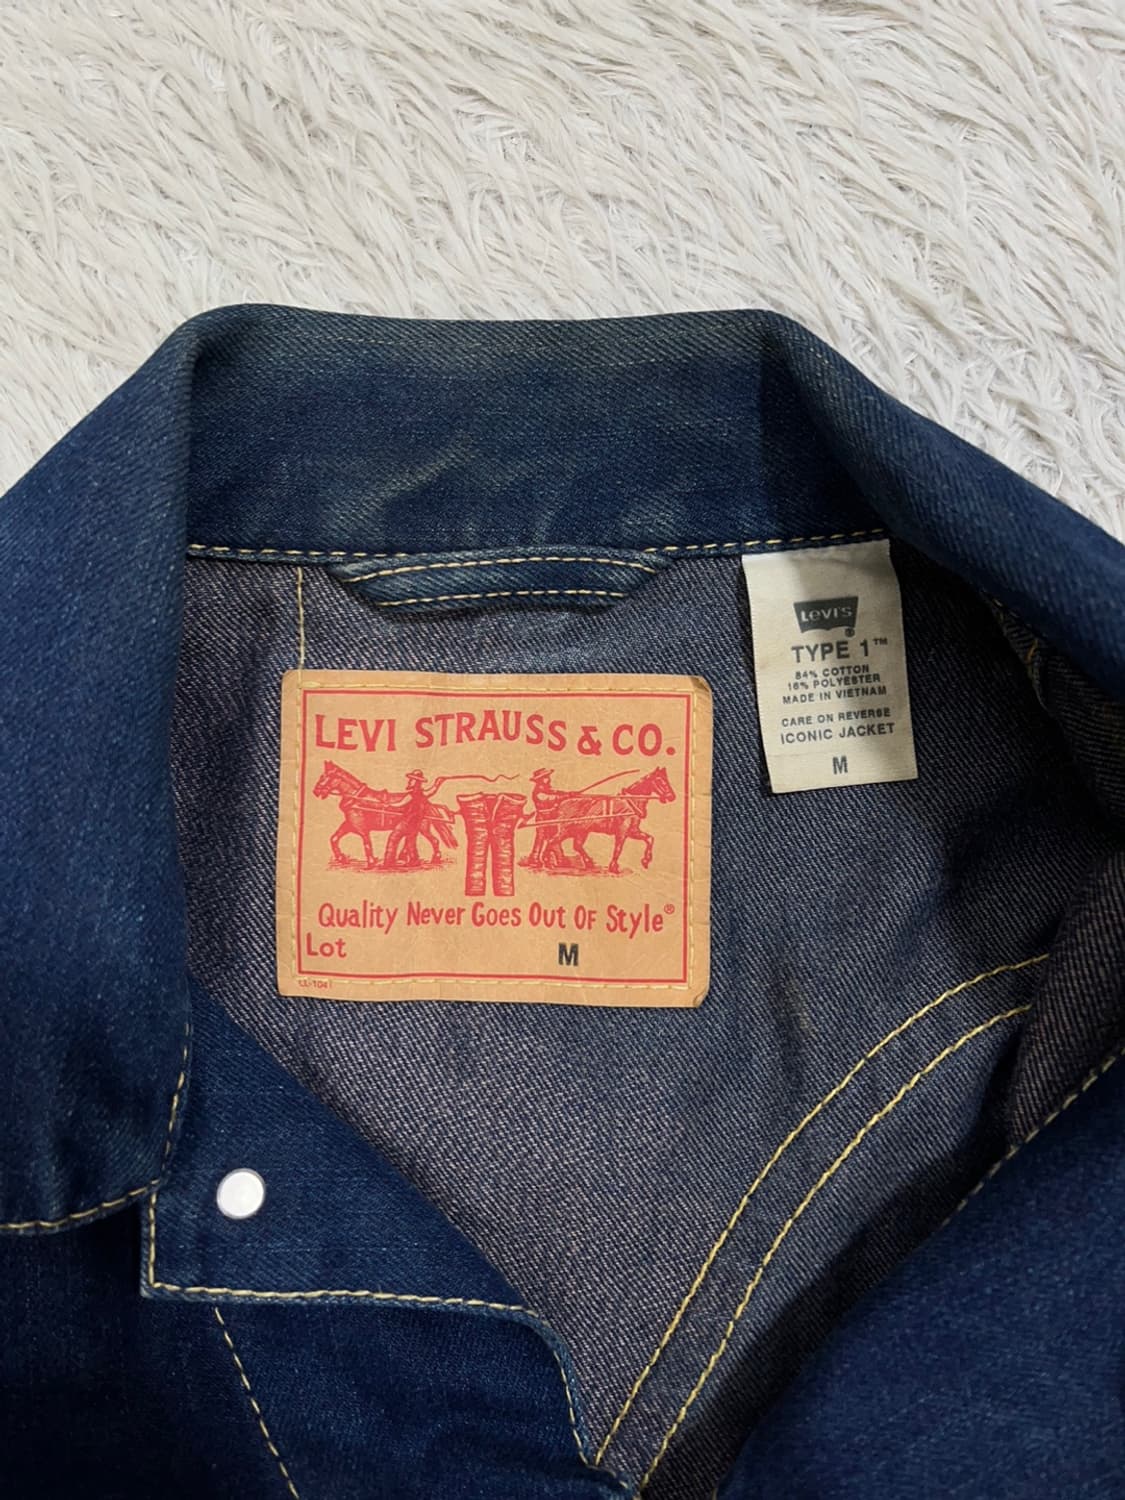 LEVI STRAUSS & CO.
Quality Never Goes Out Of Style®
Lot M
LEVI'S
®
TYPE 1™
84% COTTON
16% POLYESTER
MADE IN VIETNAM
CARE ON REVERSE
ICONIC JACKET
M